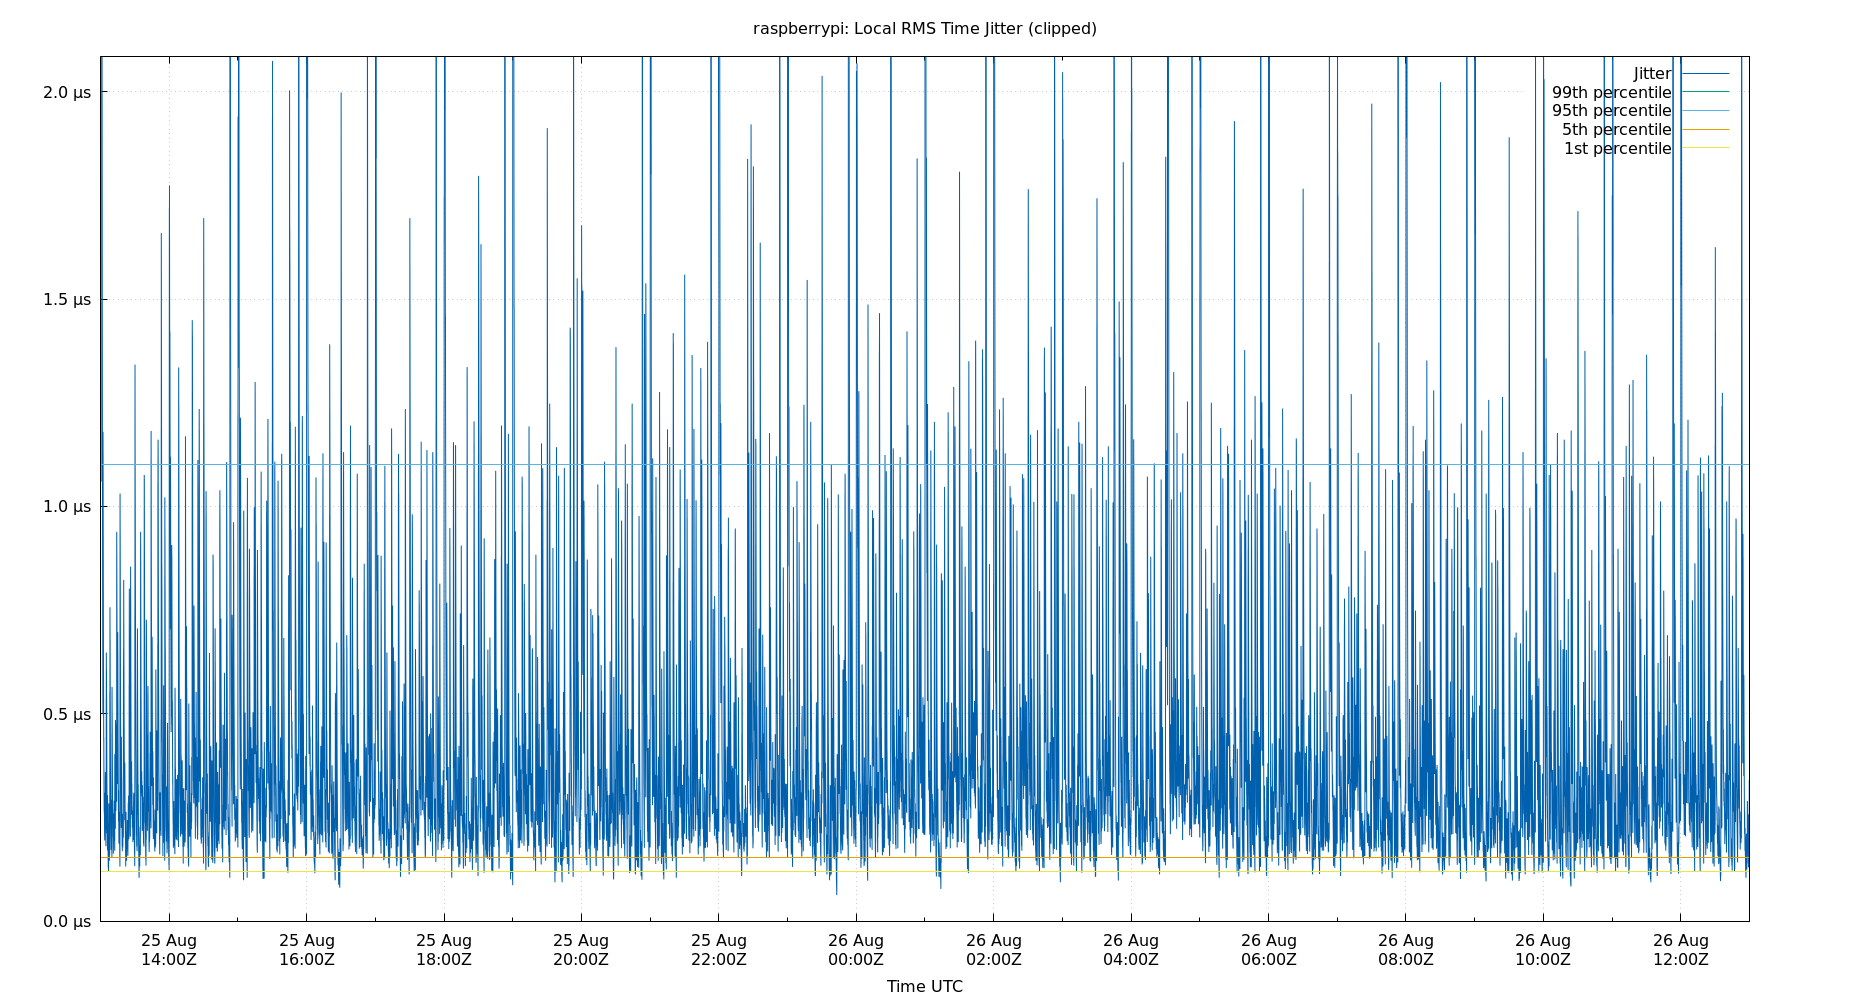 raspberrypi: Local RMS Time Jitter (clipped)
Jitter
99th percentile
95th percentile
5th percentile
1st percentile
2.0 µs
1.5 µs
1.0 µs
0.5 µs
0.0 µs
25 Aug 25 Aug 25 Aug 25 Aug 25 Aug 26 Aug 26 Aug 26 Aug 26 Aug 26 Aug 26 Aug 26 Aug
14:00Z 16:00Z 18:00Z 20:00Z 22:00Z 00:00Z 02:00Z 04:00Z 06:00Z 08:00Z 10:00Z 12:00Z
Time UTC